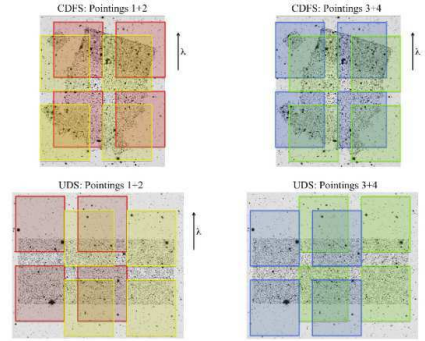 CDFS: Pointings 1+2
CDFS: Pointings 3+4
λ
λ
UDS: Pointings 1+2
UDS: Pointings 3+4
λ
λ